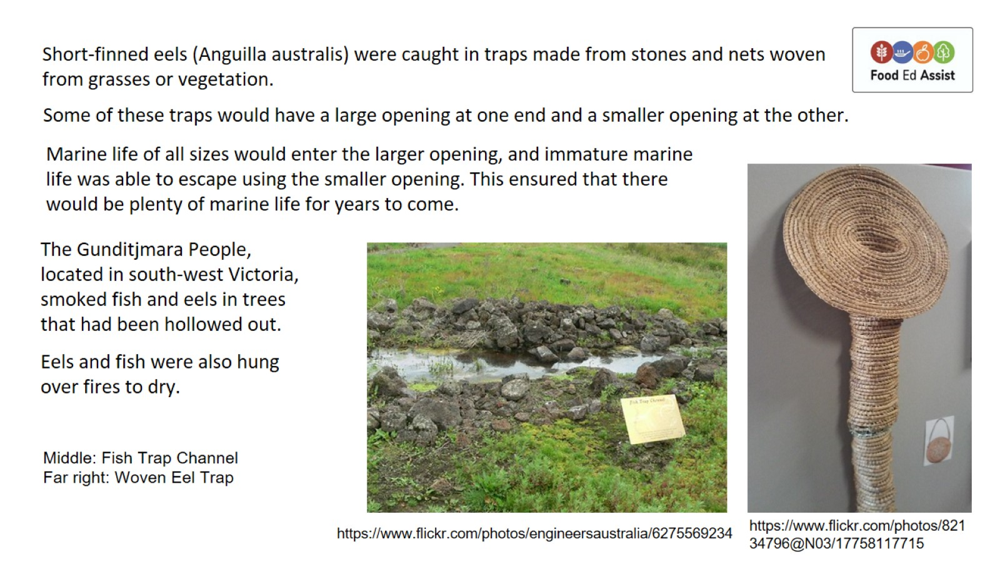 Short-finned eels (Anguilla australis) were caught in traps made from stones and nets woven
from grasses or vegetation.
Food Ed Assist
Some of these traps would have a large opening at one end and a smaller opening at the other.
Marine life of all sizes would enter the larger opening, and immature marine
life was able to escape using the smaller opening. This ensured that there
would be plenty of marine life for years to come.
The Gunditjmara People,
located in south-west Victoria,
smoked fish and eels in trees
that had been hollowed out.
Eels and fish were also hung
over fires to dry.
Fish Trap Channel
Middle: Fish Trap Channel
Far right: Woven Eel Trap
https://www.flickr.com/photos/engineersaustralia/6275569234
https://www.flickr.com/photos/821
34796@N03/17758117715